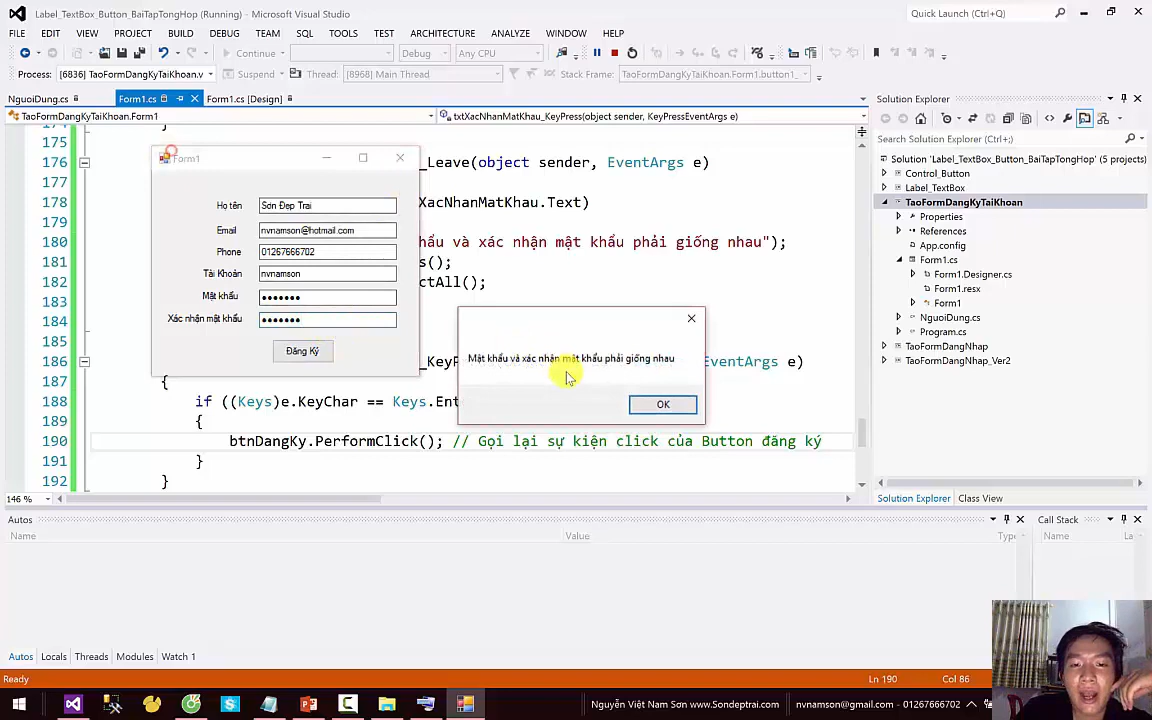 Label_TextBox_Button_BaiTapTongHop (Running) - Microsoft Visual Studio
Quick Launch (Ctrl+Q)
FILE EDIT VIEW PROJECT BUILD DEBUG TEAM SQL TOOLS TEST ARCHITECTURE ANALYZE WINDOW HELP
Continue Debug Any CPU
Process: [6836] TaoFormDangKyTaiKhoan.v Suspend Thread: [8968] Main Thread Stack Frame: TaoFormDangKyTaiKhoan.Form1.button1_
NguoiDung.cs Form1.cs Form1.cs [Design]
TaoFormDangKyTaiKhoan.Form1 txtXacNhanMatKhau_KeyPress(object sender, KeyPressEventArgs e)
174 }
175
176 _Leave(object sender, EventArgs e)
177
178 XacNhanMatKhau.Text)
179
180 hẩu và xác nhận mật khẩu phải giống nhau");
181 s();
182 ectAll();
183
184
185
186 _KeyP EventArgs e)
187 {
188 if ((Keys)e.KeyChar == Keys.Ent
189 {
190 btnDangKy.PerformClick(); // Gọi lại sự kiện click của Button đăng ký
191 }
192 }
Form1
Họ tên Sơn Đẹp Trai
Email nvnamson@hotmail.com
Phone 01267666702
Tài Khoản nvnamson
Mật khẩu •••••••
Xác nhận mật khẩu •••••••
Đăng Ký
Mật khẩu và xác nhận mật khẩu phải giống nhau
OK
146 %
Solution Explorer
Search Solution Explorer (Ctrl+;)
Solution 'Label_TextBox_Button_BaiTapTongHop' (5 projects)
Control_Button
Label_TextBox
TaoFormDangKyTaiKhoan
Properties
References
App.config
Form1.cs
Form1.Designer.cs
Form1.resx
Form1
NguoiDung.cs
Program.cs
TaoFormDangNhap
TaoFormDangNhap_Ver2
Solution Explorer Class View
Autos
Name Value Type
Call Stack
Name La
Autos Locals Threads Modules Watch 1
Ready Ln 190 Col 86
Nguyễn Việt Nam Sơn www.Sondeptrai.com nvnamson@gmail.com - 01267666702